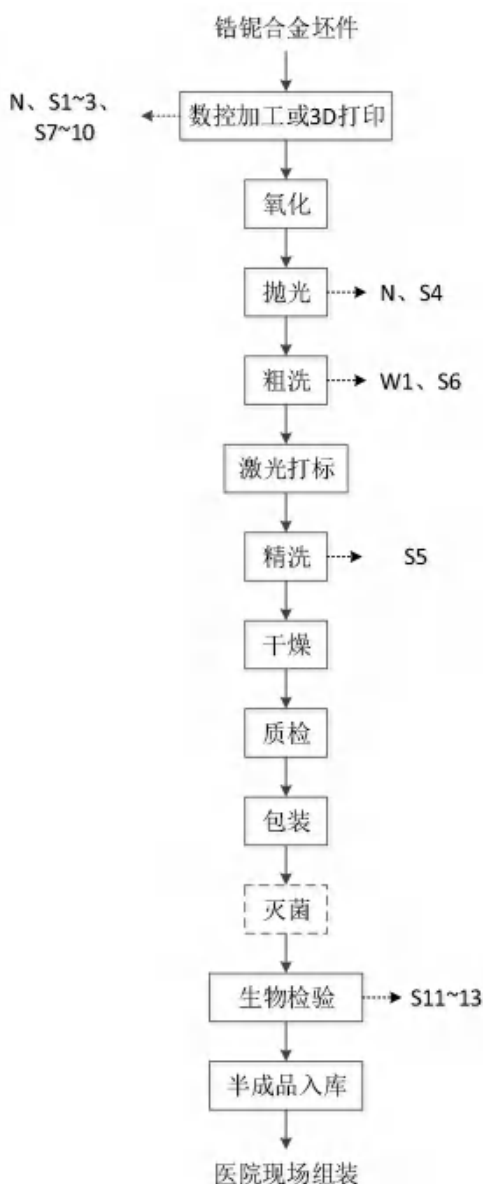 锆铌合金坯件
N、S1~3、
S7~10
数控加工或3D打印
氧化
抛光
N、S4
粗洗
W1、S6
激光打标
精洗
S5
干燥
质检
包装
灭菌
生物检验
S11~13
半成品入库
医院现场组装